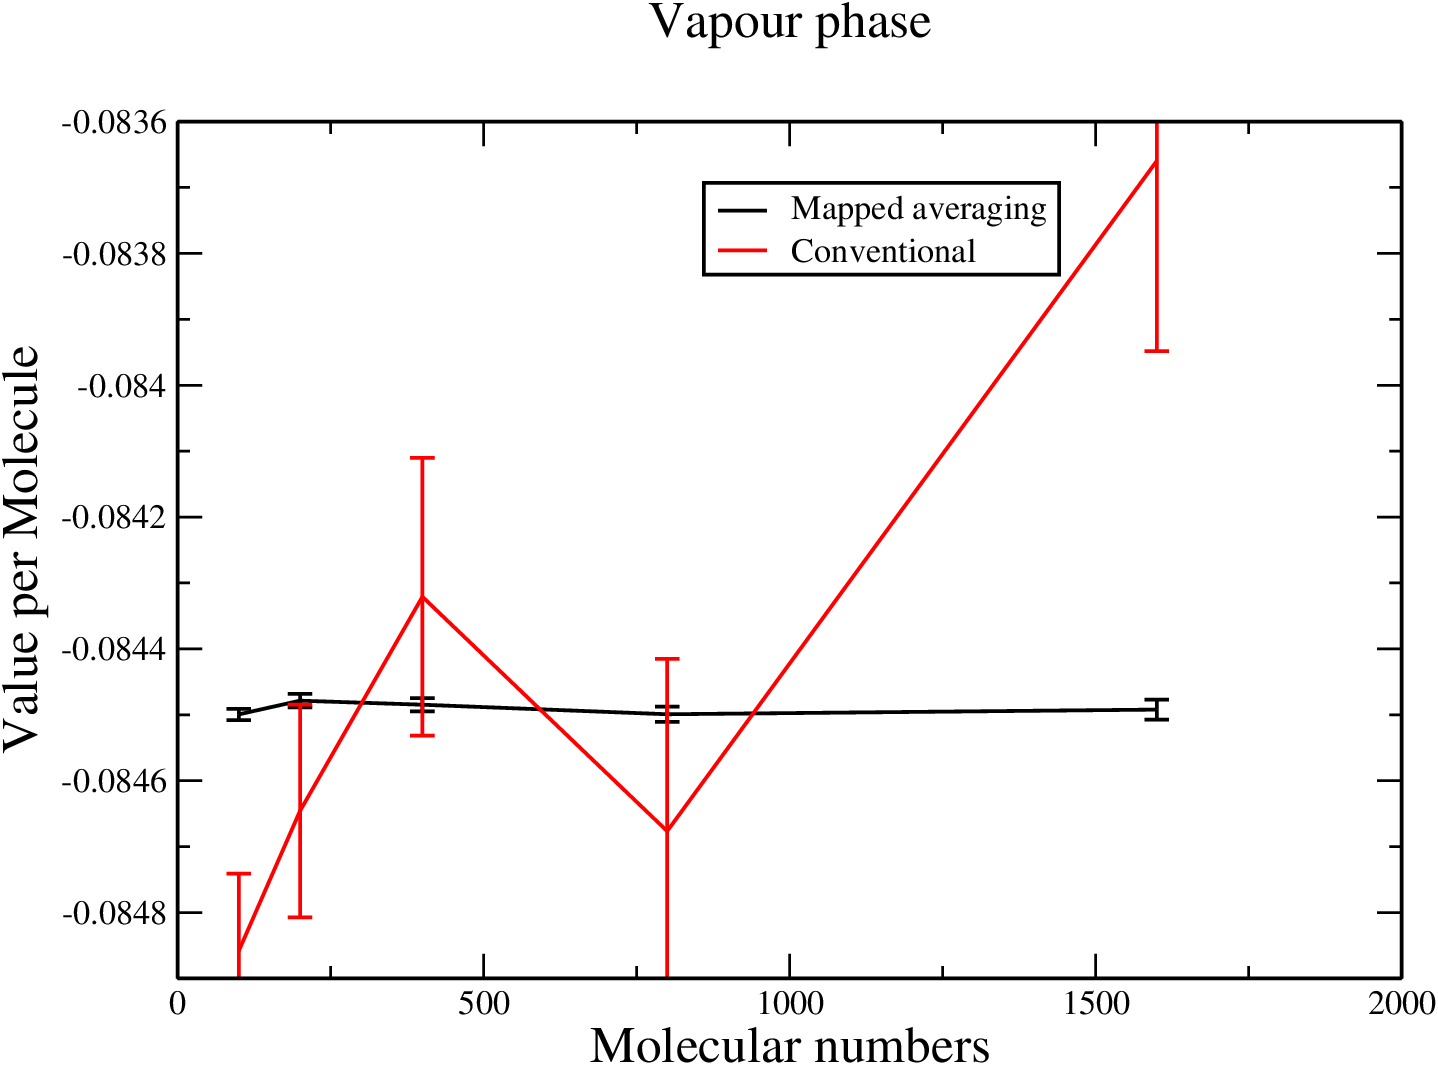 Vapour phase
-0.0836
-0.0838
-0.084
-0.0842
-0.0844
-0.0846
-0.0848
Value per Molecule
Mapped averaging
Conventional
0
500
1000
1500
2000
Molecular numbers